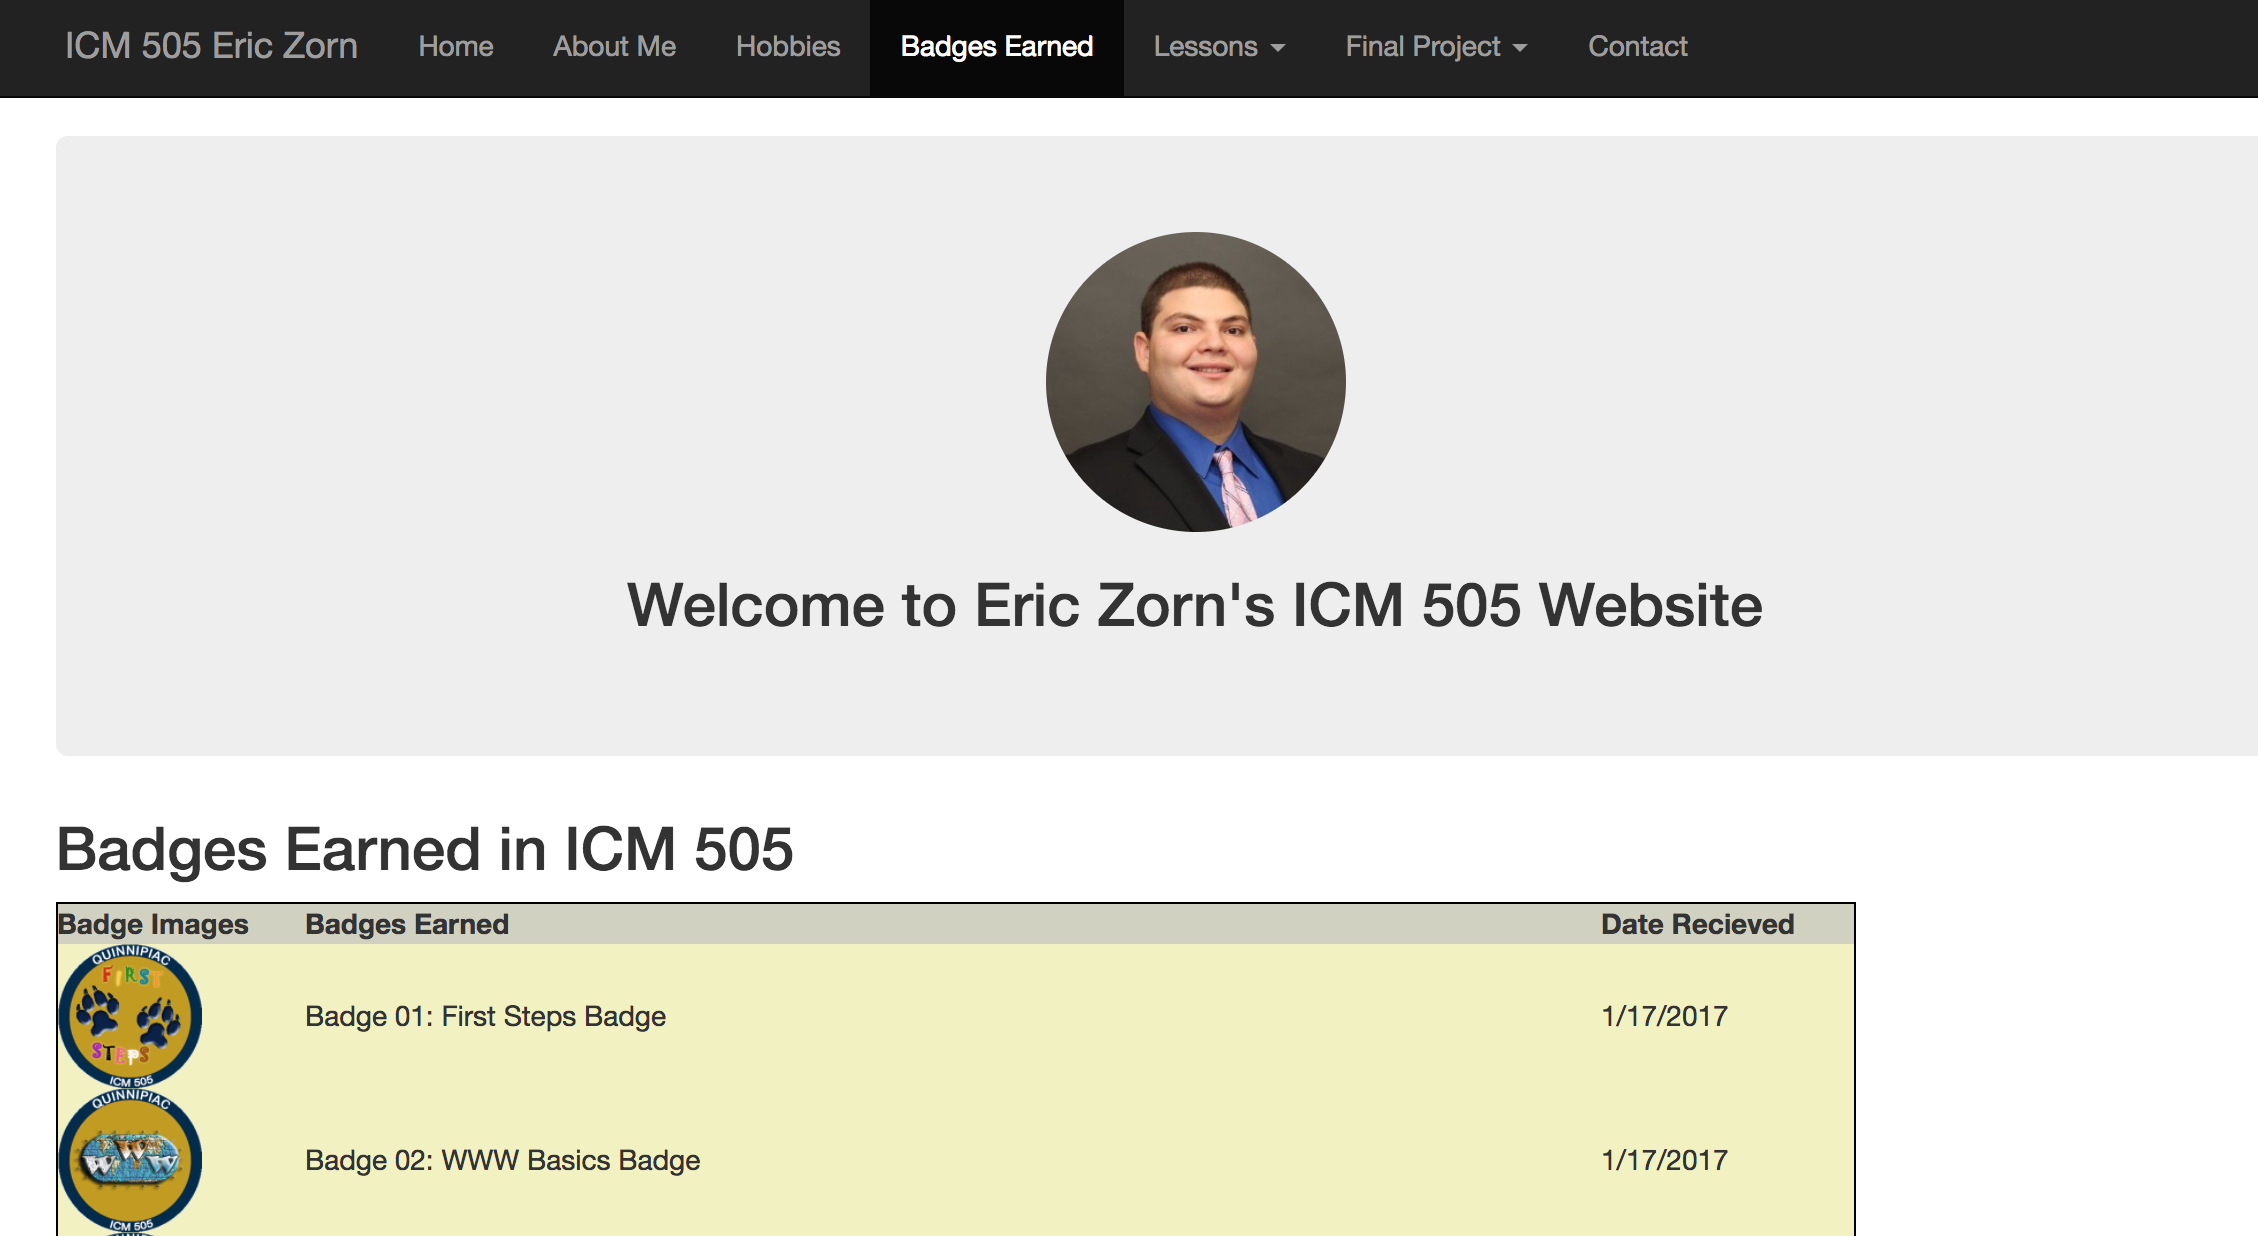 ICM 505 Eric Zorn Home About Me Hobbies Badges Earned Lessons Final Project Contact
Welcome to Eric Zorn's ICM 505 Website
Badges Earned in ICM 505
Badge Images Badges Earned Date Recieved
QUINNIPIAC
FIRST
STEPS
ICM 505
Badge 01: First Steps Badge 1/17/2017
QUINNIPIAC
WWW
ICM 505
Badge 02: WWW Basics Badge 1/17/2017